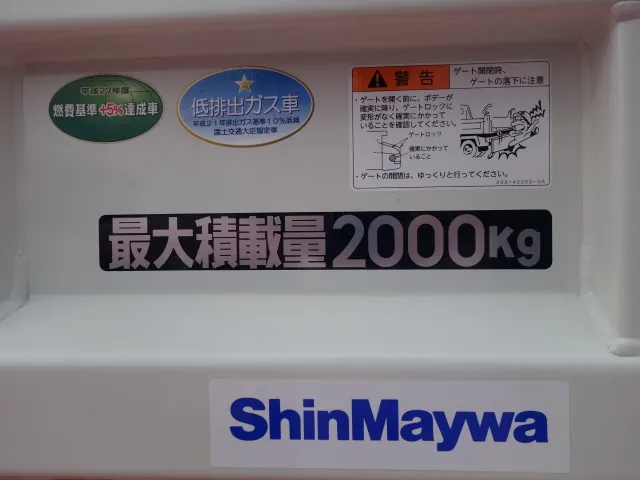 平成27年度
燃費基準+5%達成車
低排出ガス車
平成21年排出ガス基準10%低減
国土交通大臣認定車
警告
ゲート開閉時、
ゲートの落下に注意
・ゲートを開く前に、ボデーが
確実に降り、ゲートロックに
変形がなく確実にかかって
いることを確認してください。
ゲートロック
確実にかかって
いること
・ゲートの開閉は、ゆっくりと行ってください。
最大積載量2000Kg
ShinMaywa